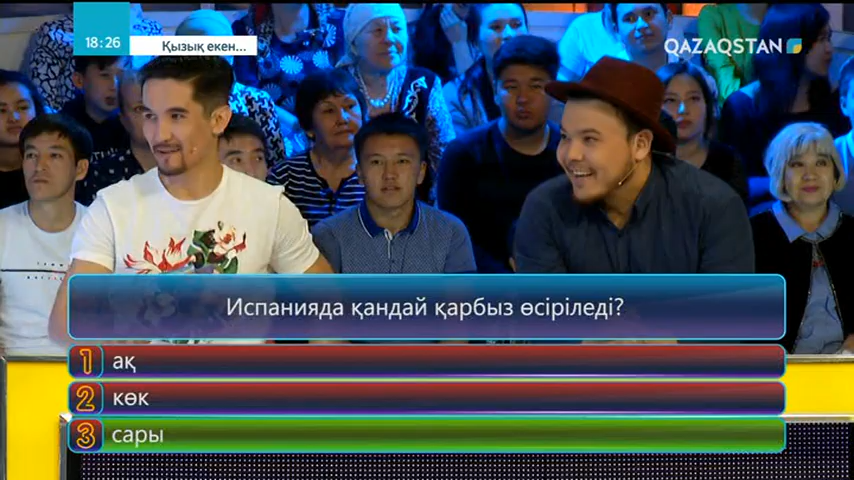 18:26
Қызық екен...
QAZAQSTAN
Испанияда қандай қарбыз өсіріледі?
1 ақ
2 көк
3 сары